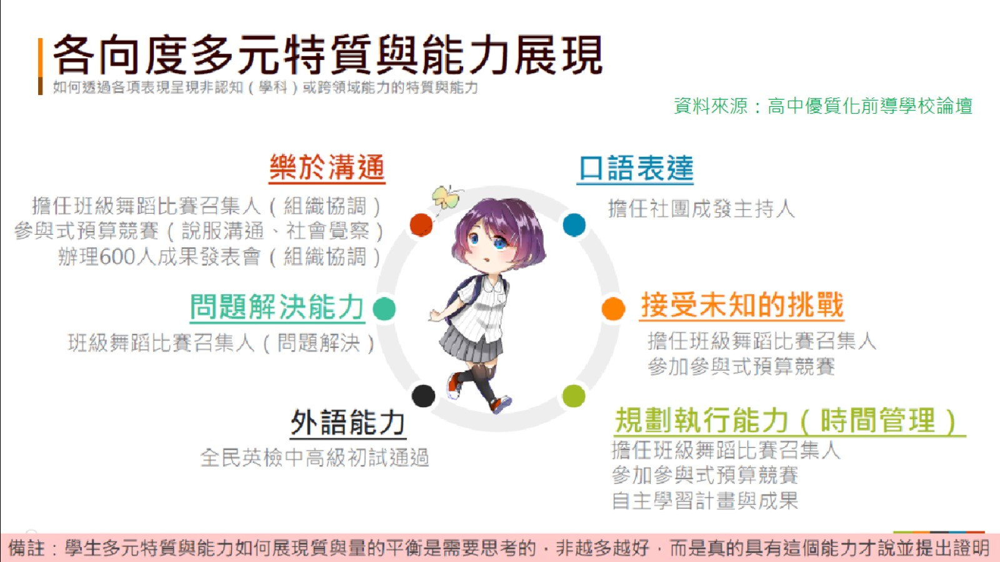 各向度多元特質與能力展現
如何透過各項表現呈現非認知(學科)或跨領域能力的特質與能力
資料來源：高中優質化前導學校論壇
樂於溝通
擔任班級舞蹈比賽召集人(組織協調)
參與式預算競賽(說服溝通、社會覺察)
辦理600人成果發表會(組織協調)
問題解決能力
班級舞蹈比賽召集人(問題解決)
外語能力
全民英檢中高級初試通過
口語表達
擔任社團成發主持人
接受未知的挑戰
擔任班級舞蹈比賽召集人
參加參與式預算競賽
規劃執行能力(時間管理)
擔任班級舞蹈比賽召集人
參加參與式預算競賽
自主學習計畫與成果
備註：學生多元特質與能力如何展現質與量的平衡是需要思考的，非越多越好，而是真的具有這個能力才說並提出證明